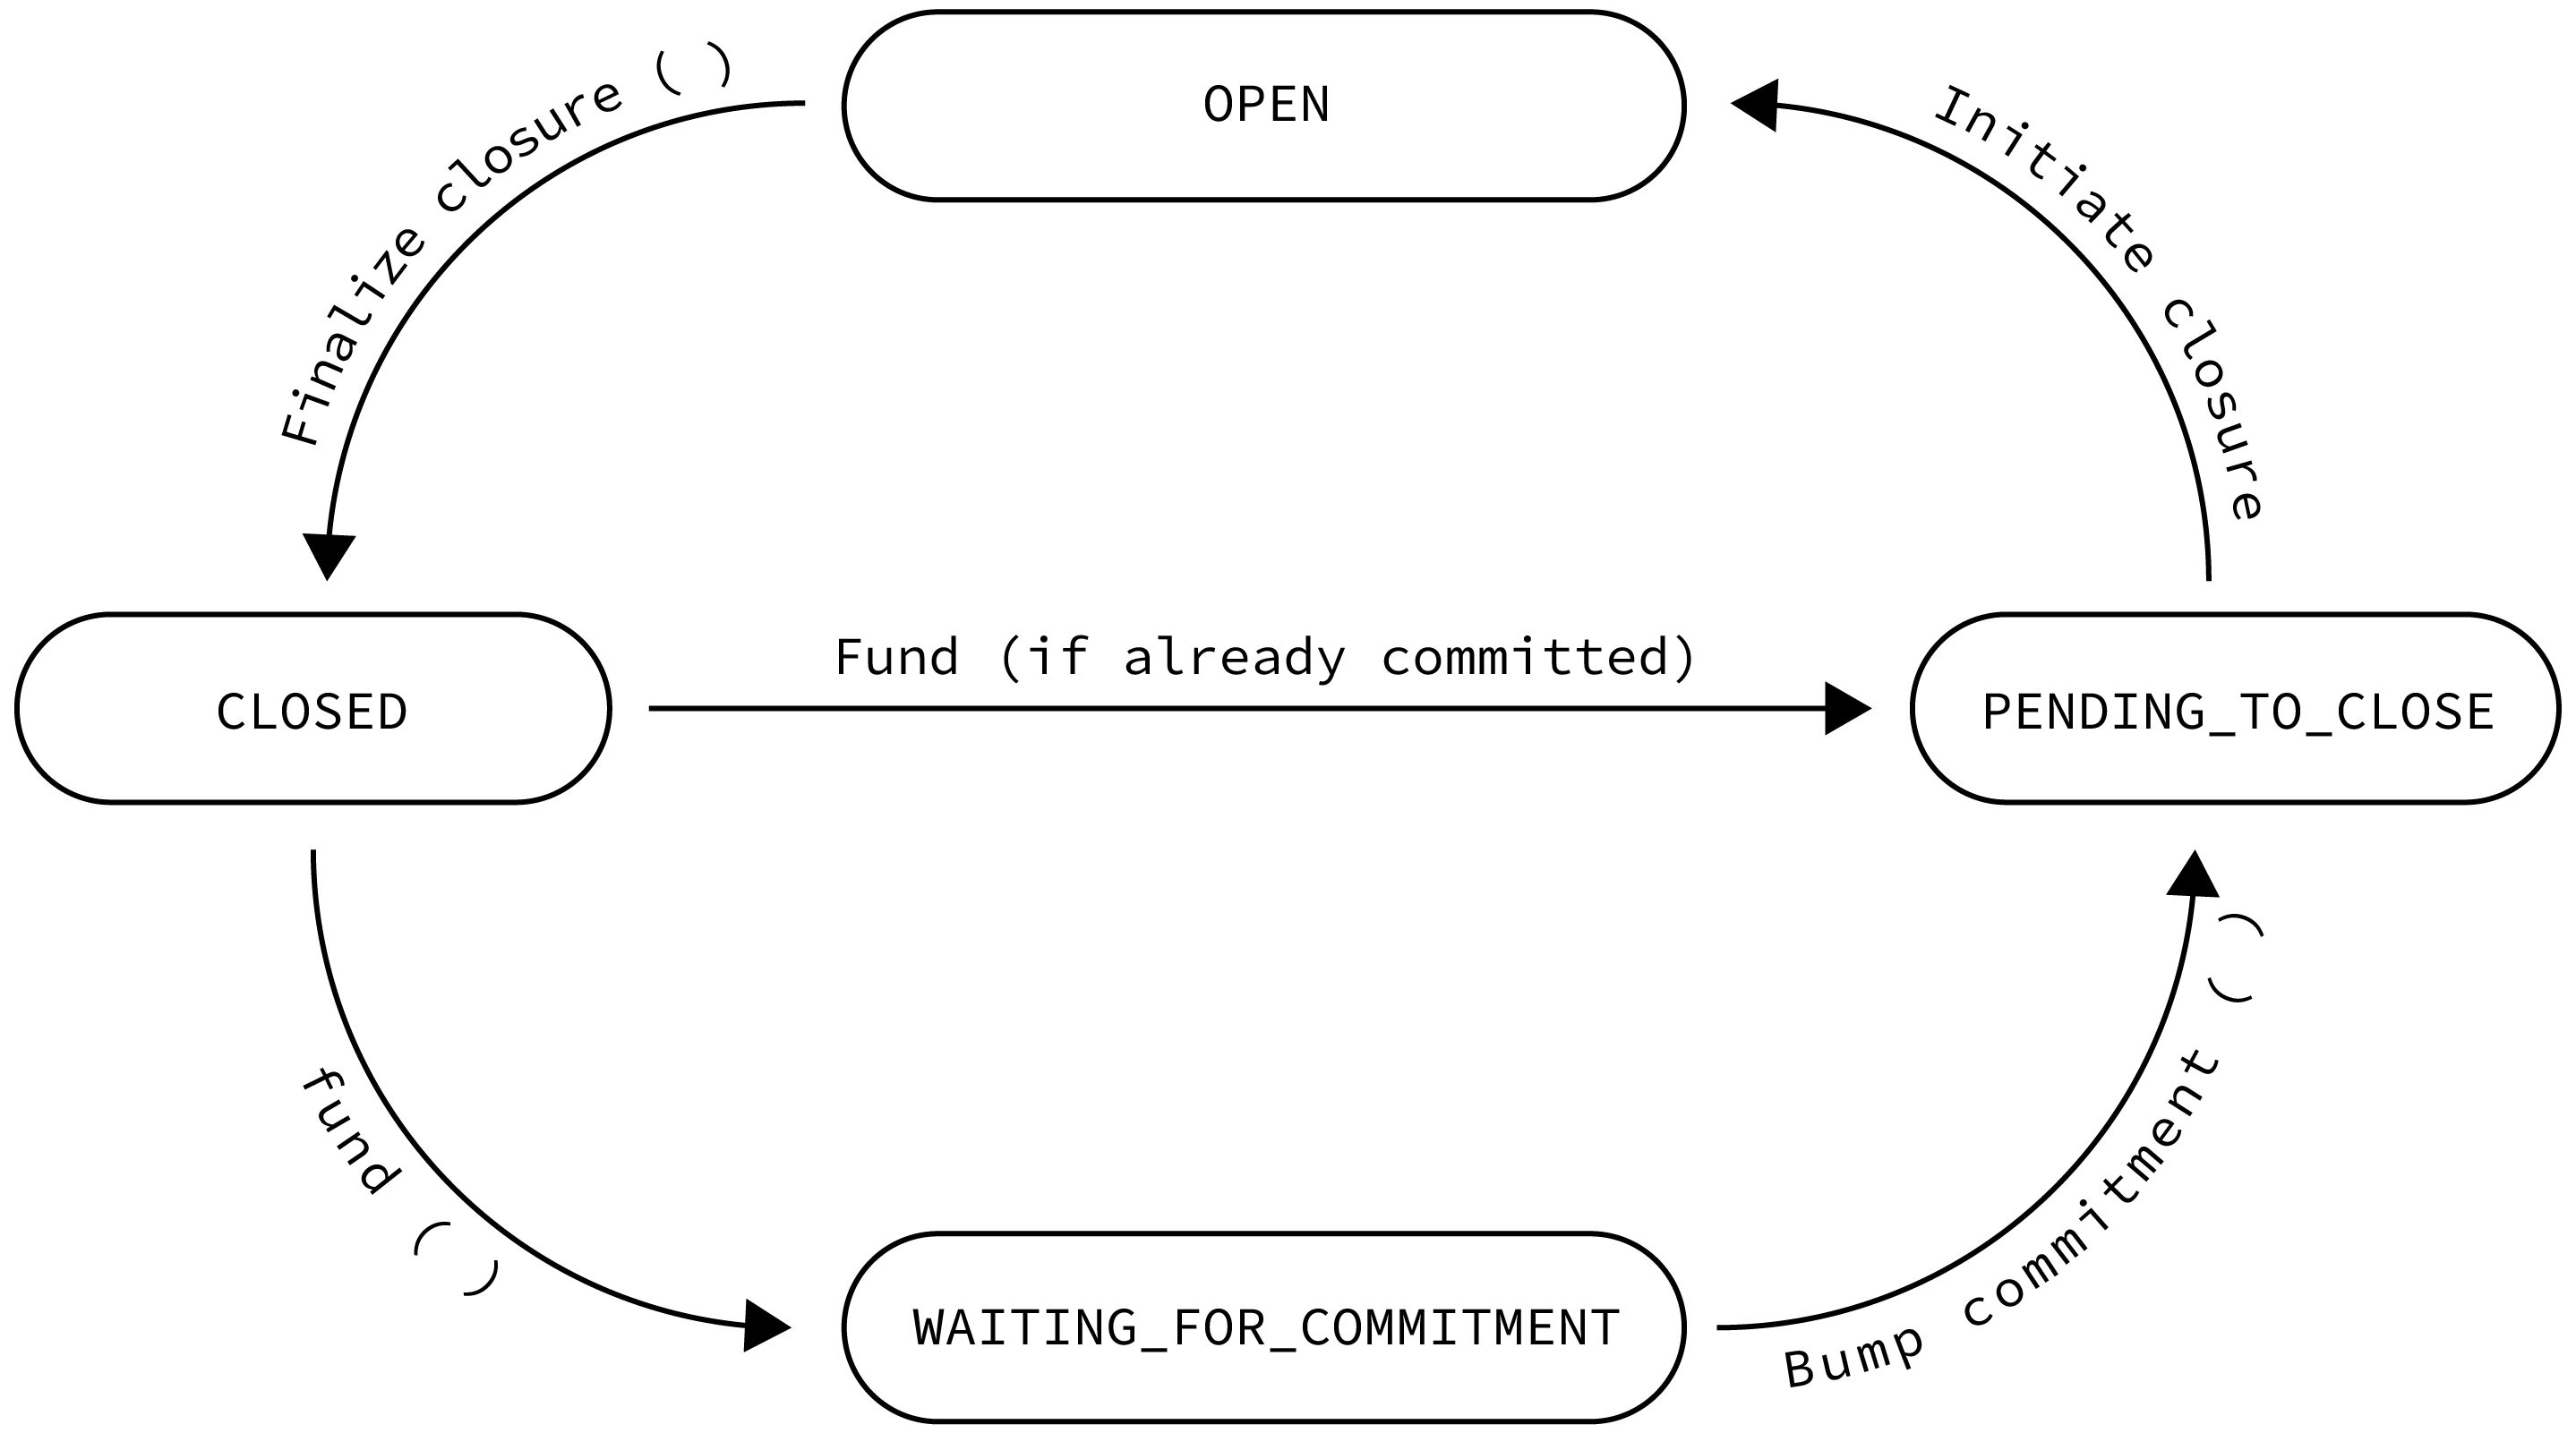 OPEN
Finalize closure ( )
Initiate closure
CLOSED
Fund (if already committed)
PENDING_TO_CLOSE
fund ( )
Bump commitment ( )
WAITING_FOR_COMMITMENT